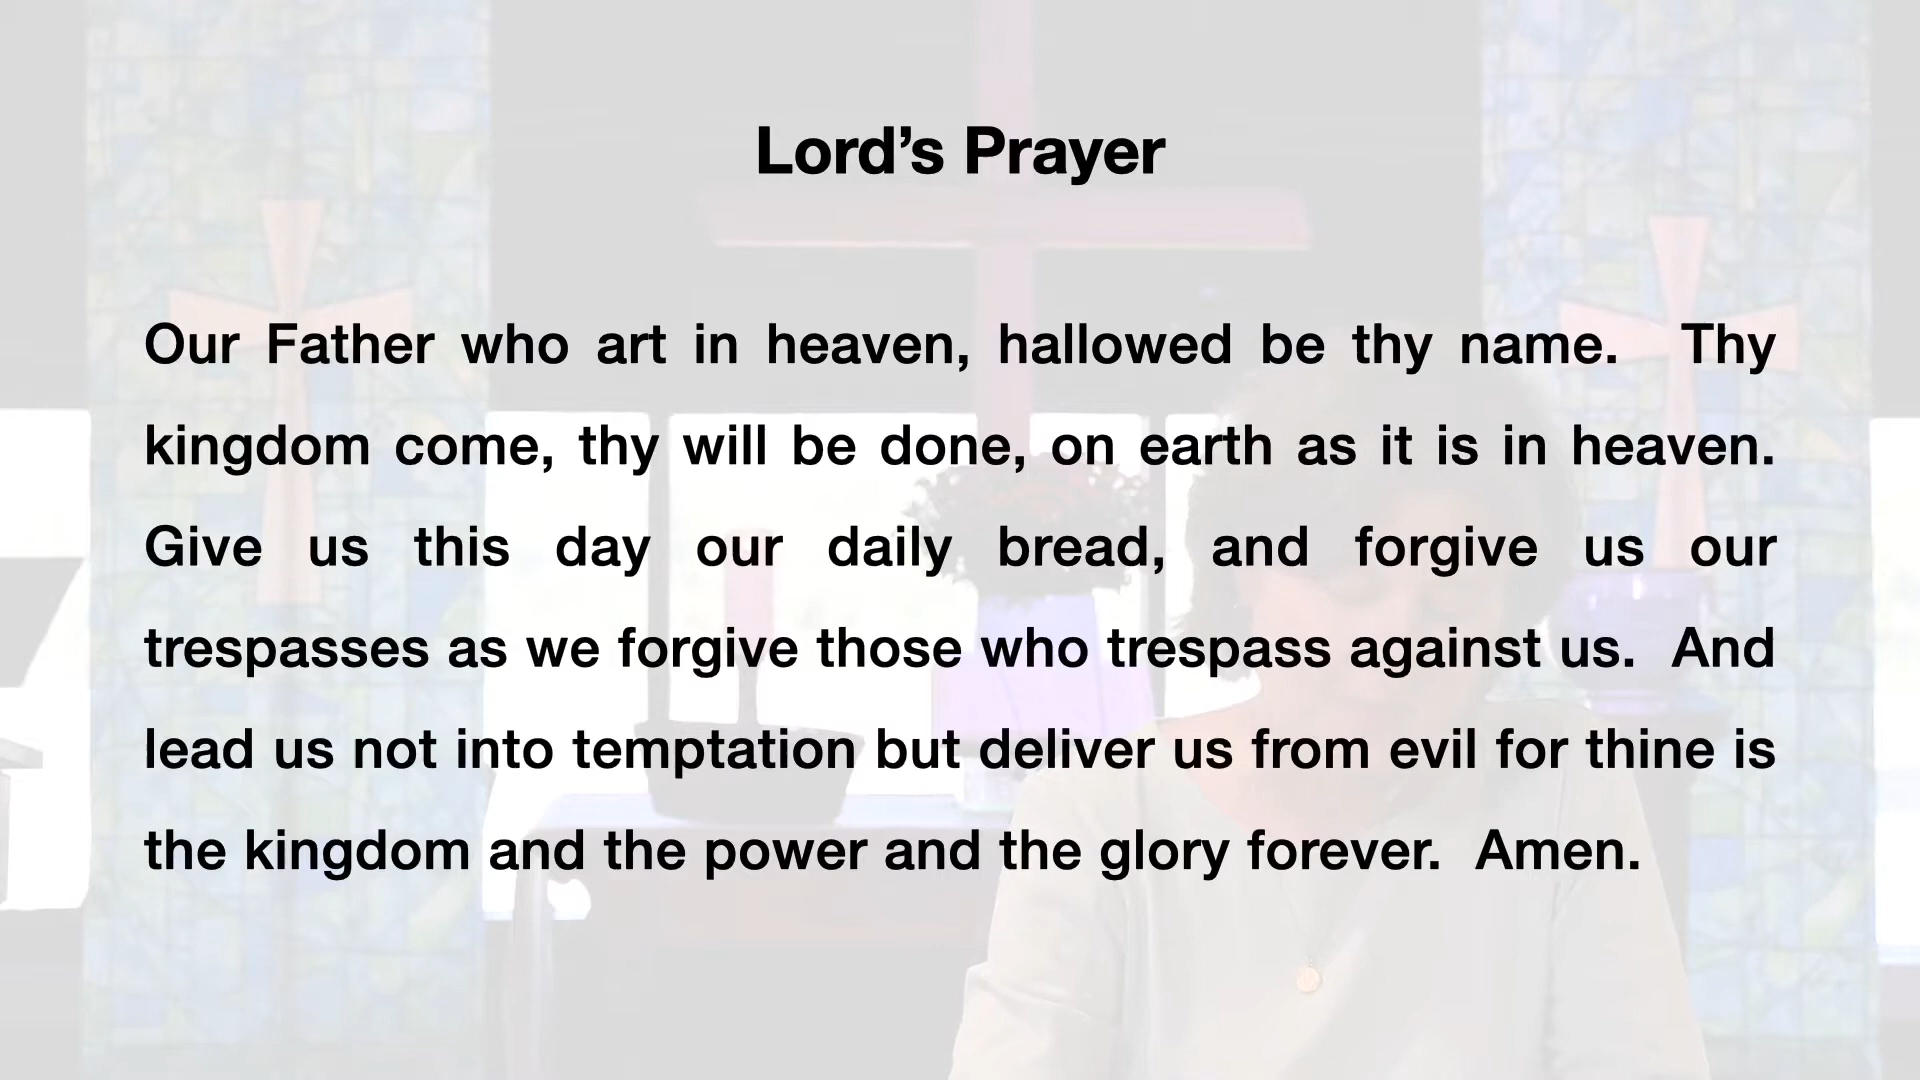 Lord’s Prayer
Our Father who art in heaven, hallowed be thy name. Thy
kingdom come, thy will be done, on earth as it is in heaven.
Give us this day our daily bread, and forgive us our
trespasses as we forgive those who trespass against us. And
lead us not into temptation but deliver us from evil for thine is
the kingdom and the power and the glory forever. Amen.